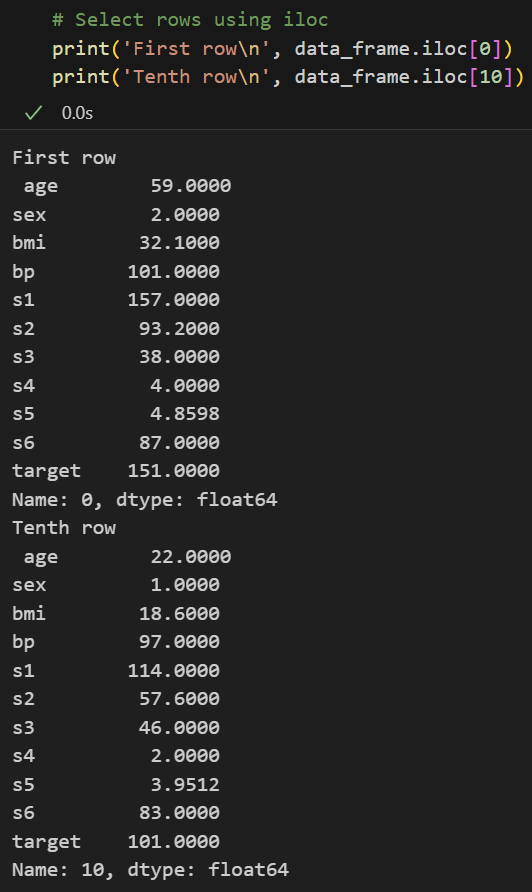 # Select rows using iloc
print('First row\n', data_frame.iloc[0])
print('Tenth row\n', data_frame.iloc[10])
0.0s
First row
 age        59.0000
sex         2.0000
bmi        32.1000
bp        101.0000
s1        157.0000
s2         93.2000
s3         38.0000
s4          4.0000
s5          4.8598
s6         87.0000
target    151.0000
Name: 0, dtype: float64
Tenth row
 age        22.0000
sex         1.0000
bmi        18.6000
bp         97.0000
s1        114.0000
s2         57.6000
s3         46.0000
s4          2.0000
s5          3.9512
s6         83.0000
target    101.0000
Name: 10, dtype: float64